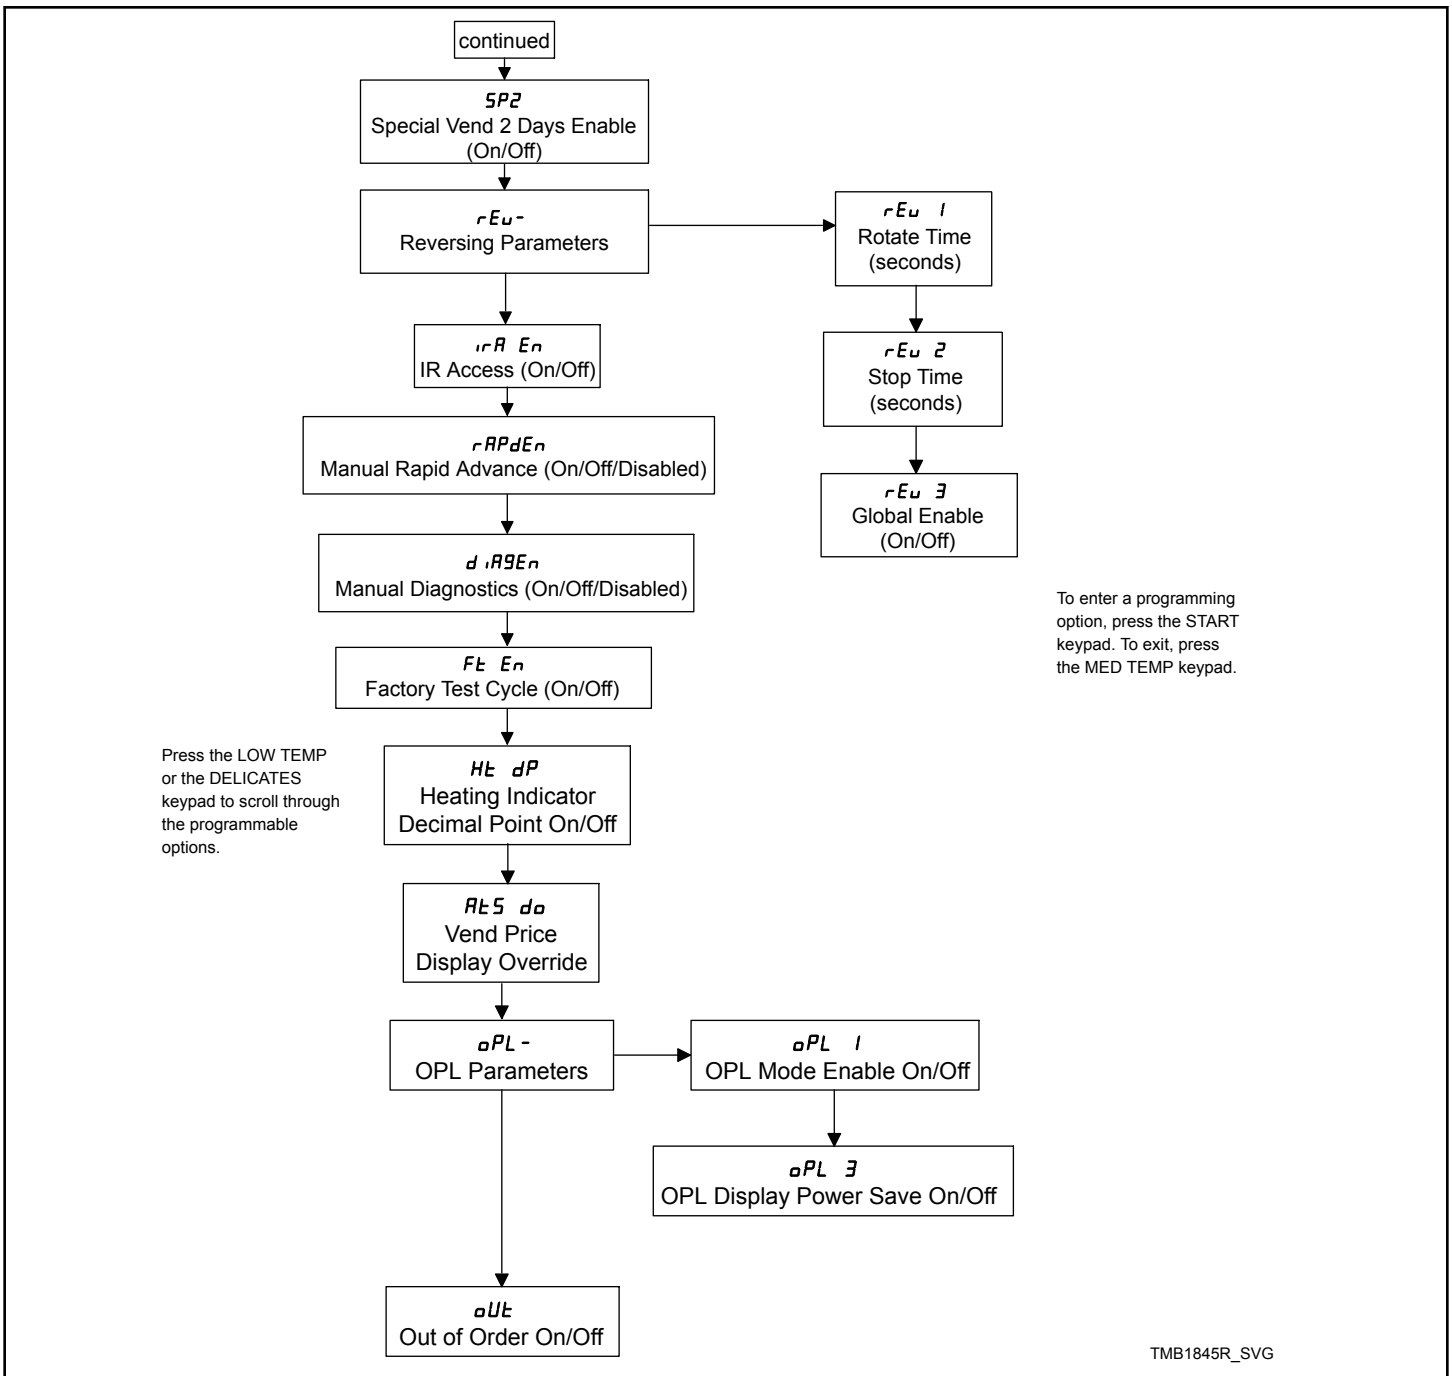 continued
SP2
Special Vend 2 Days Enable
(On/Off)
rEv-
Reversing Parameters
rEv 1
Rotate Time
(seconds)
irA En
IR Access (On/Off)
rEv 2
Stop Time
(seconds)
rAPdEn
Manual Rapid Advance (On/Off/Disabled)
rEv 3
Global Enable
(On/Off)
diAgEn
Manual Diagnostics (On/Off/Disabled)
To enter a programming
option, press the START
keypad. To exit, press
the MED TEMP keypad.
Ft En
Factory Test Cycle (On/Off)
Press the LOW TEMP
or the DELICATES
keypad to scroll through
the programmable
options.
Ht dP
Heating Indicator
Decimal Point On/Off
AtS do
Vend Price
Display Override
oPL-
OPL Parameters
oPL 1
OPL Mode Enable On/Off
oPL 3
OPL Display Power Save On/Off
oUt
Out of Order On/Off
TMB1845R_SVG